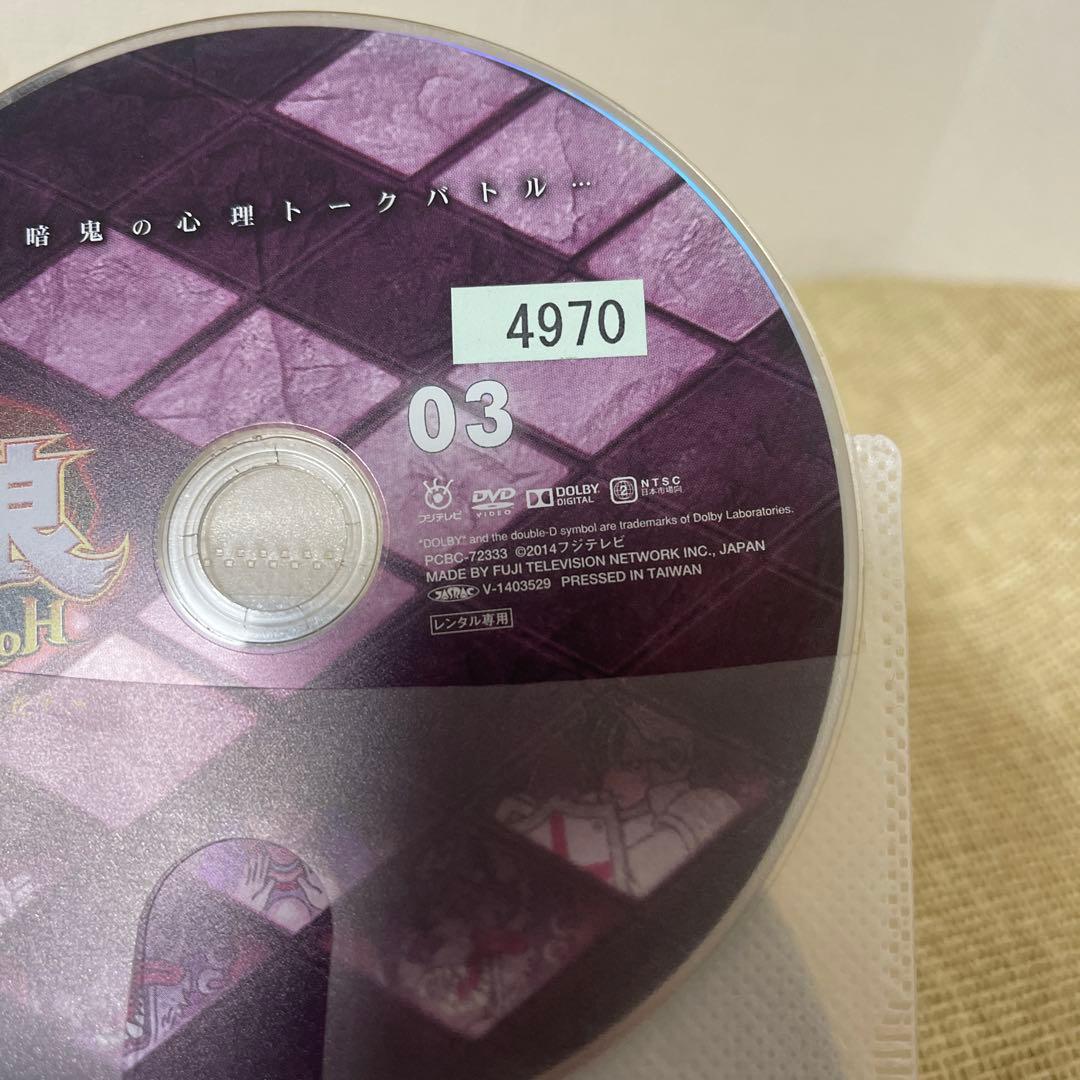 暗鬼の心理トークバトル…
4970
03
フジテレビ
DVD VIDEO
DOLBY DIGITAL
2
NTSC
日本市場向
"DOLBY" and the double-D symbol are trademarks of Dolby Laboratories.
PCBC-72333 ©2014フジテレビ
MADE BY FUJI TELEVISION NETWORK INC., JAPAN
JASRAC V-1403529 PRESSED IN TAIWAN
レンタル専用
狼